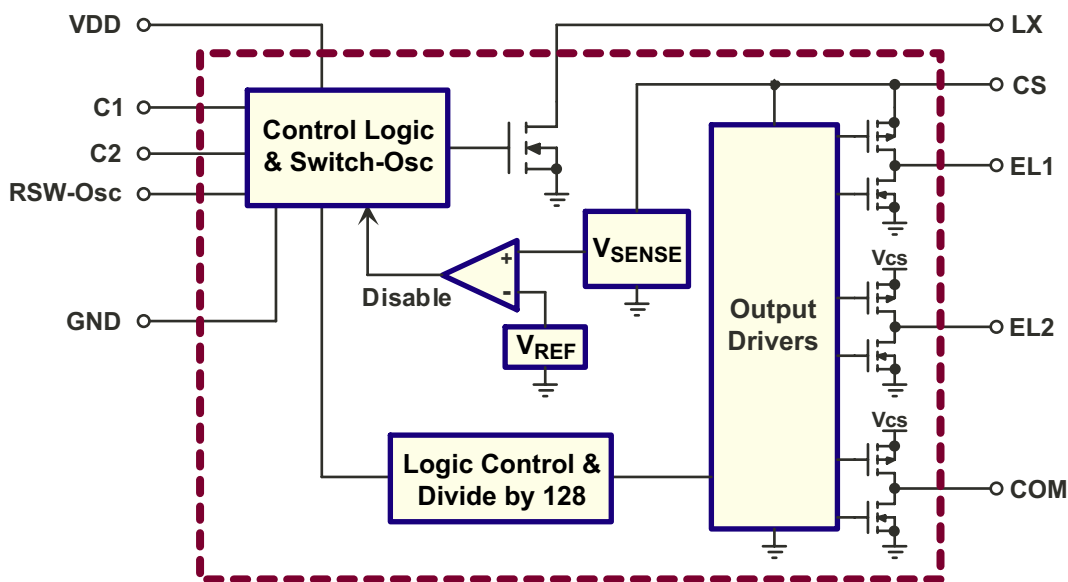 VDD
LX
CS
C1
Control Logic
& Switch-Osc
C2
RSW-Osc
EL1
+
VSENSE
-
Disable
VCS
Output
Drivers
GND
EL2
VREF
VCS
Logic Control &
Divide by 128
COM